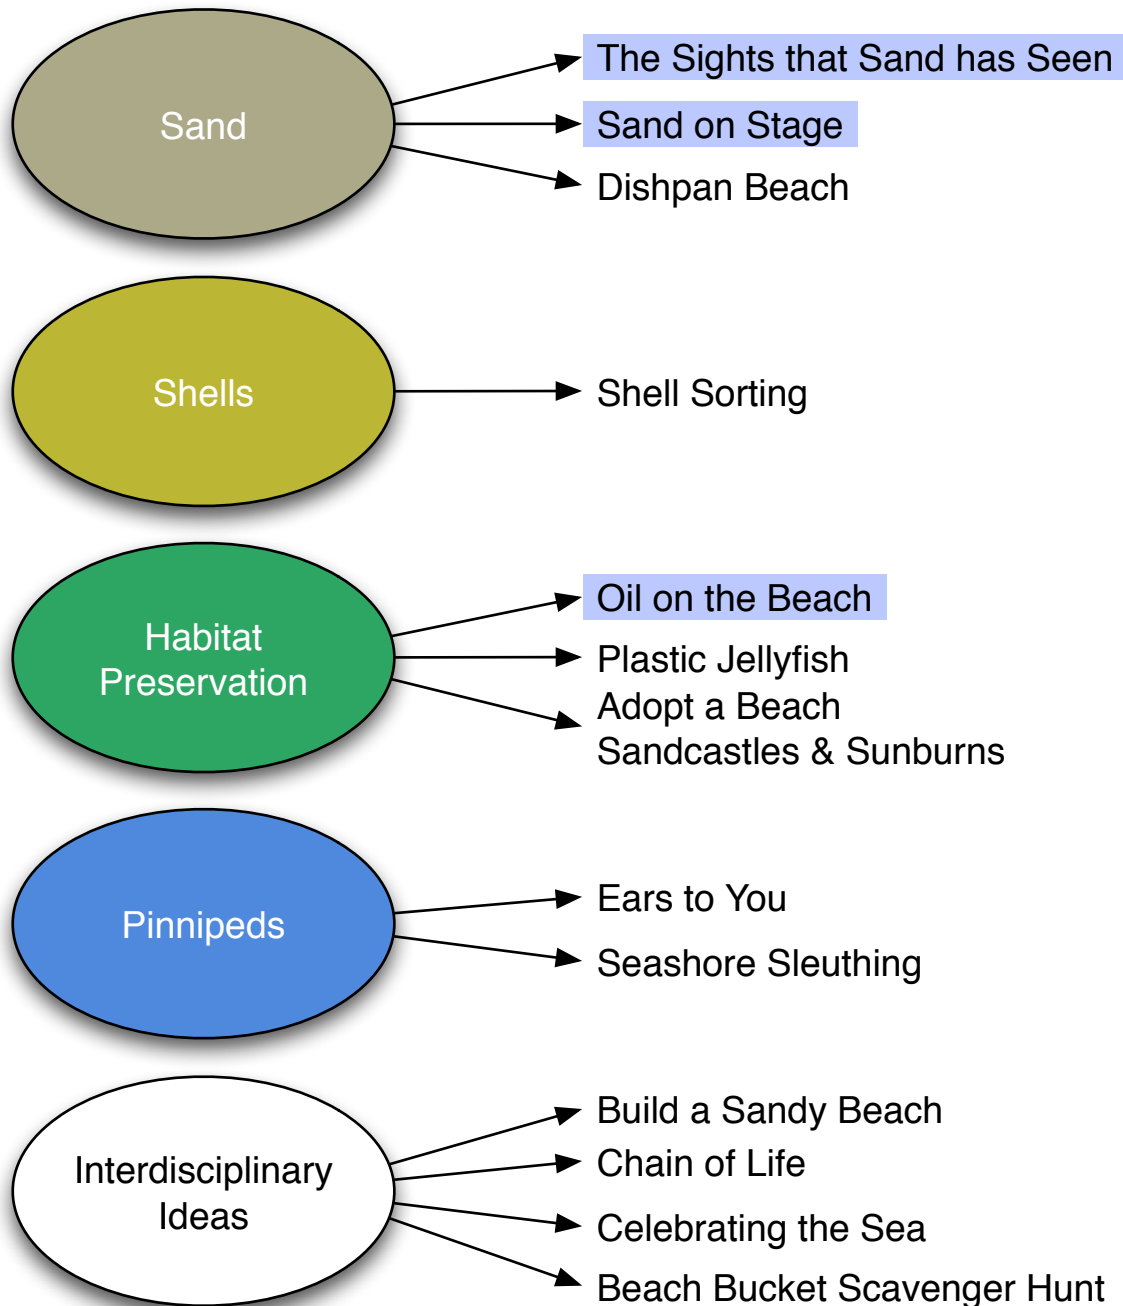 Sand
The Sights that Sand has Seen
Sand on Stage
Dishpan Beach
Shells
Shell Sorting
Habitat
Preservation
Oil on the Beach
Plastic Jellyfish
Adopt a Beach
Sandcastles & Sunburns
Pinnipeds
Ears to You
Seashore Sleuthing
Interdisciplinary
Ideas
Build a Sandy Beach
Chain of Life
Celebrating the Sea
Beach Bucket Scavenger Hunt